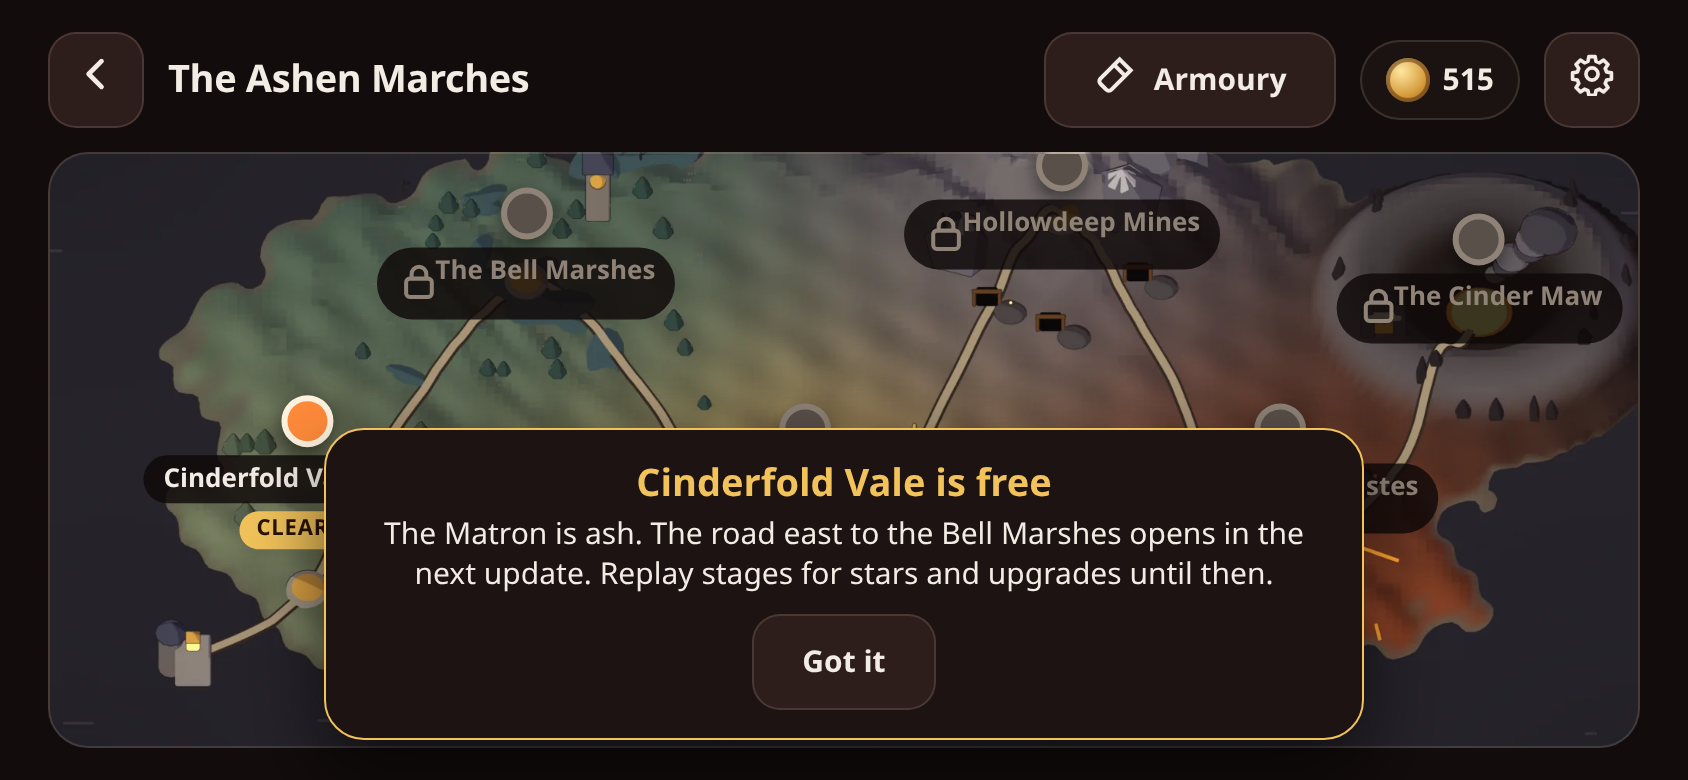 The Ashen Marches
Armoury
515
Hollowdeep Mines
The Bell Marshes
The Cinder Maw
Cinderfold
CLEAR
Cinderfold Vale is free
The Matron is ash. The road east to the Bell Marshes opens in the
next update. Replay stages for stars and upgrades until then.
Got it